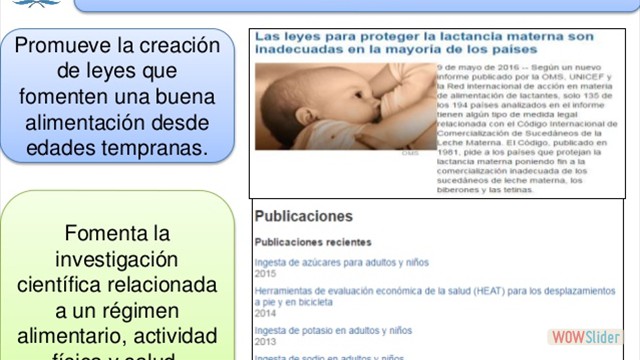 Promueve la creación
de leyes que
fomenten una buena
alimentación desde
edades tempranas.
Las leyes para proteger la lactancia materna son
inadecuadas en la mayoría de los países
9 de mayo de 2016 -- Según un nuevo
informe publicado por la OMS, UNICEF y
la Red Internacional de acción en materia
de alimentación de lactantes, solo 135 de
los 194 países analizados en el informe
tienen algún tipo de medida legal
relacionada con el Código Internacional de
Comercialización de Sucedáneos de la
Leche Materna. El Código, publicado en
1981, pide a los países que protejan la
lactancia materna poniendo fin a la
comercialización inadecuada de los
sucedáneos de leche materna, los
biberones y las tetinas.
OMS
Fomenta la
investigación
científica relacionada
a un régimen
alimentario, actividad
física y salud
Publicaciones
Publicaciones recientes
Ingesta de azúcares para adultos y niños
2015
Herramientas de evaluación económica de la salud (HEAT) para los desplazamientos
a pie y en bicicleta
2014
Ingesta de potasio en adultos y niños
2013
Ingesta de sodio en adultos y niños
WOWSlider